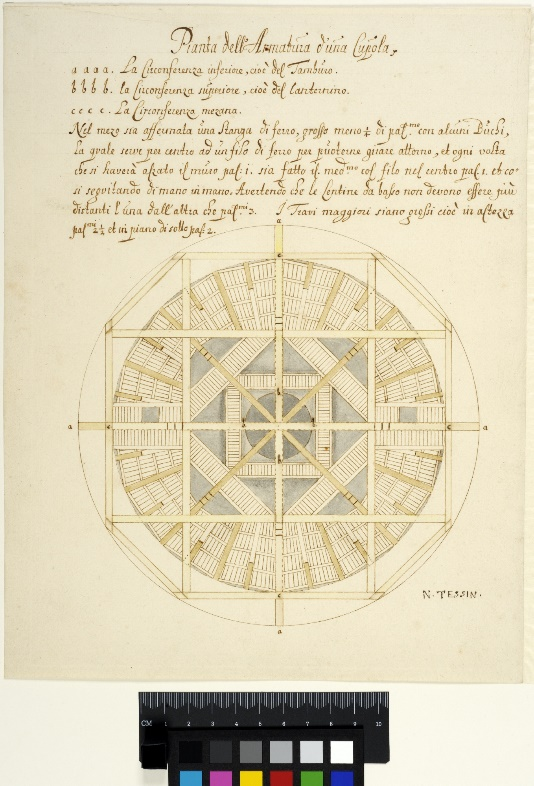 Pianta dell'Armatura d'una Cupola,
a a a a. La Circonferenza inferiore, cioè del Tamburo.
b b b b. la Circonferenza superiore, cioè del lanternino.
c c c c. La Circonferenza mezana.
Nel mezo sia affermata una stanga di ferro, grosso meno ¼ di pal.mo con alcuni Buchi,
la quale serve per centro ad un filo di ferro per puoterne girare attorno, et ogni volta
che si haverà alzato il muro pal: 1. sia fatto il med.mo col filo nel centro pal. 1. et co-
si seguitando di mano in mano. Avertendo che le Centine da basso non devono essere più
distanti l'una dall'altra che pal.mi 3. I Travi maggiori siano grossi cioè in altezza
pal.mi 2½ et in piano di sotto pal. 2.
a
c
a c c a
c
a
N. TESSIN.
CM 1 2 3 4 5 6 7 8 9 10